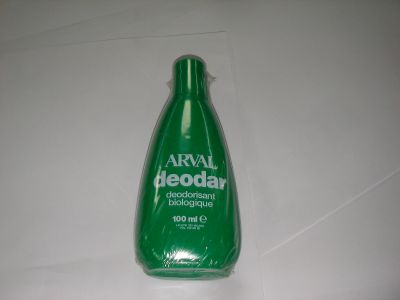 ARVAL
deodar
deodorisant
biologique
100 ml ℮